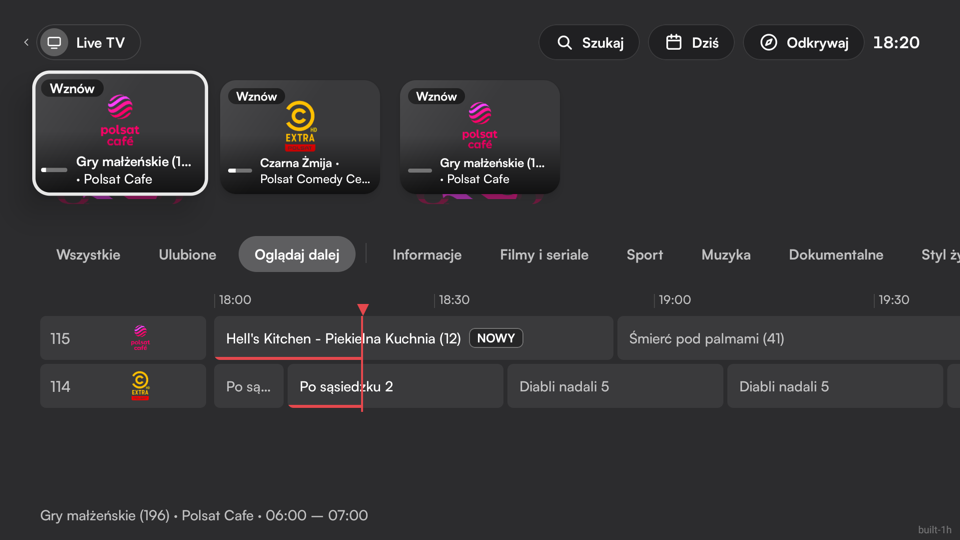 Live TV
Szukaj
Dziś
Odkrywaj
18:20
Wznów
polsat
café
Gry małżeńskie (1...
· Polsat Cafe
Wznów
HD
EXTRA
Czarna Żmija ·
Polsat Comedy Ce...
Wznów
polsat
café
Gry małżeńskie (1...
· Polsat Cafe
Wszystkie
Ulubione
Oglądaj dalej
Informacje
Filmy i seriale
Sport
Muzyka
Dokumentalne
Styl ży
18:00
18:30
19:00
19:30
115
polsat
café
Hell's Kitchen - Piekielna Kuchnia (12)
NOWY
Śmierć pod palmami (41)
114
EXTRA
Po są...
Po sąsiedzku 2
Diabli nadali 5
Diabli nadali 5
Gry małżeńskie (196) · Polsat Cafe · 06:00 — 07:00
built-1h